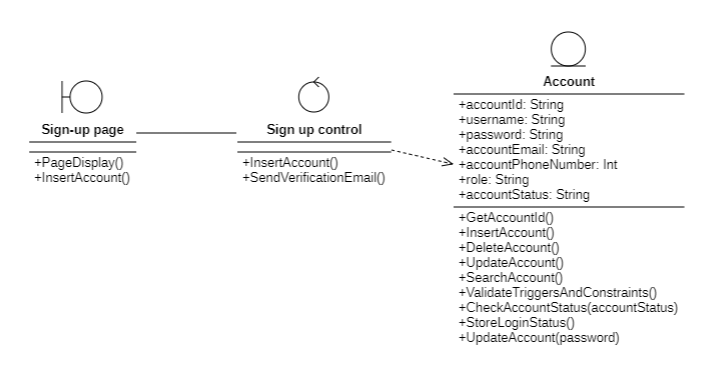 Sign-up page
+PageDisplay()
+InsertAccount()
Sign up control
+InsertAccount()
+SendVerificationEmail()
Account
+accountId: String
+username: String
+password: String
+accountEmail: String
+accountPhoneNumber: Int
+role: String
+accountStatus: String
+GetAccountId()
+InsertAccount()
+DeleteAccount()
+UpdateAccount()
+SearchAccount()
+ValidateTriggersAndConstraints()
+CheckAccountStatus(accountStatus)
+StoreLoginStatus()
+UpdateAccount(password)